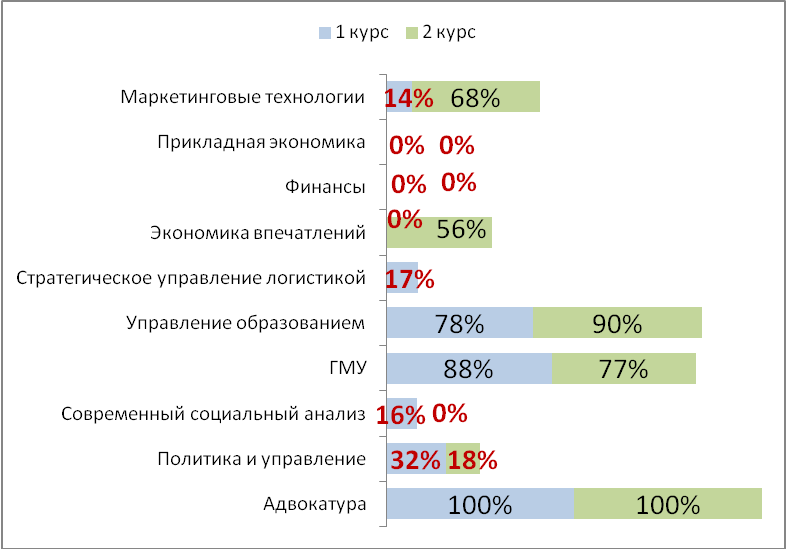 1 курс 2 курс
Маркетинговые технологии 14% 68%
Прикладная экономика 0% 0%
Финансы 0% 0%
Экономика впечатлений 0% 56%
Стратегическое управление логистикой 17%
Управление образованием 78% 90%
ГМУ 88% 77%
Современный социальный анализ 16% 0%
Политика и управление 32% 18%
Адвокатура 100% 100%